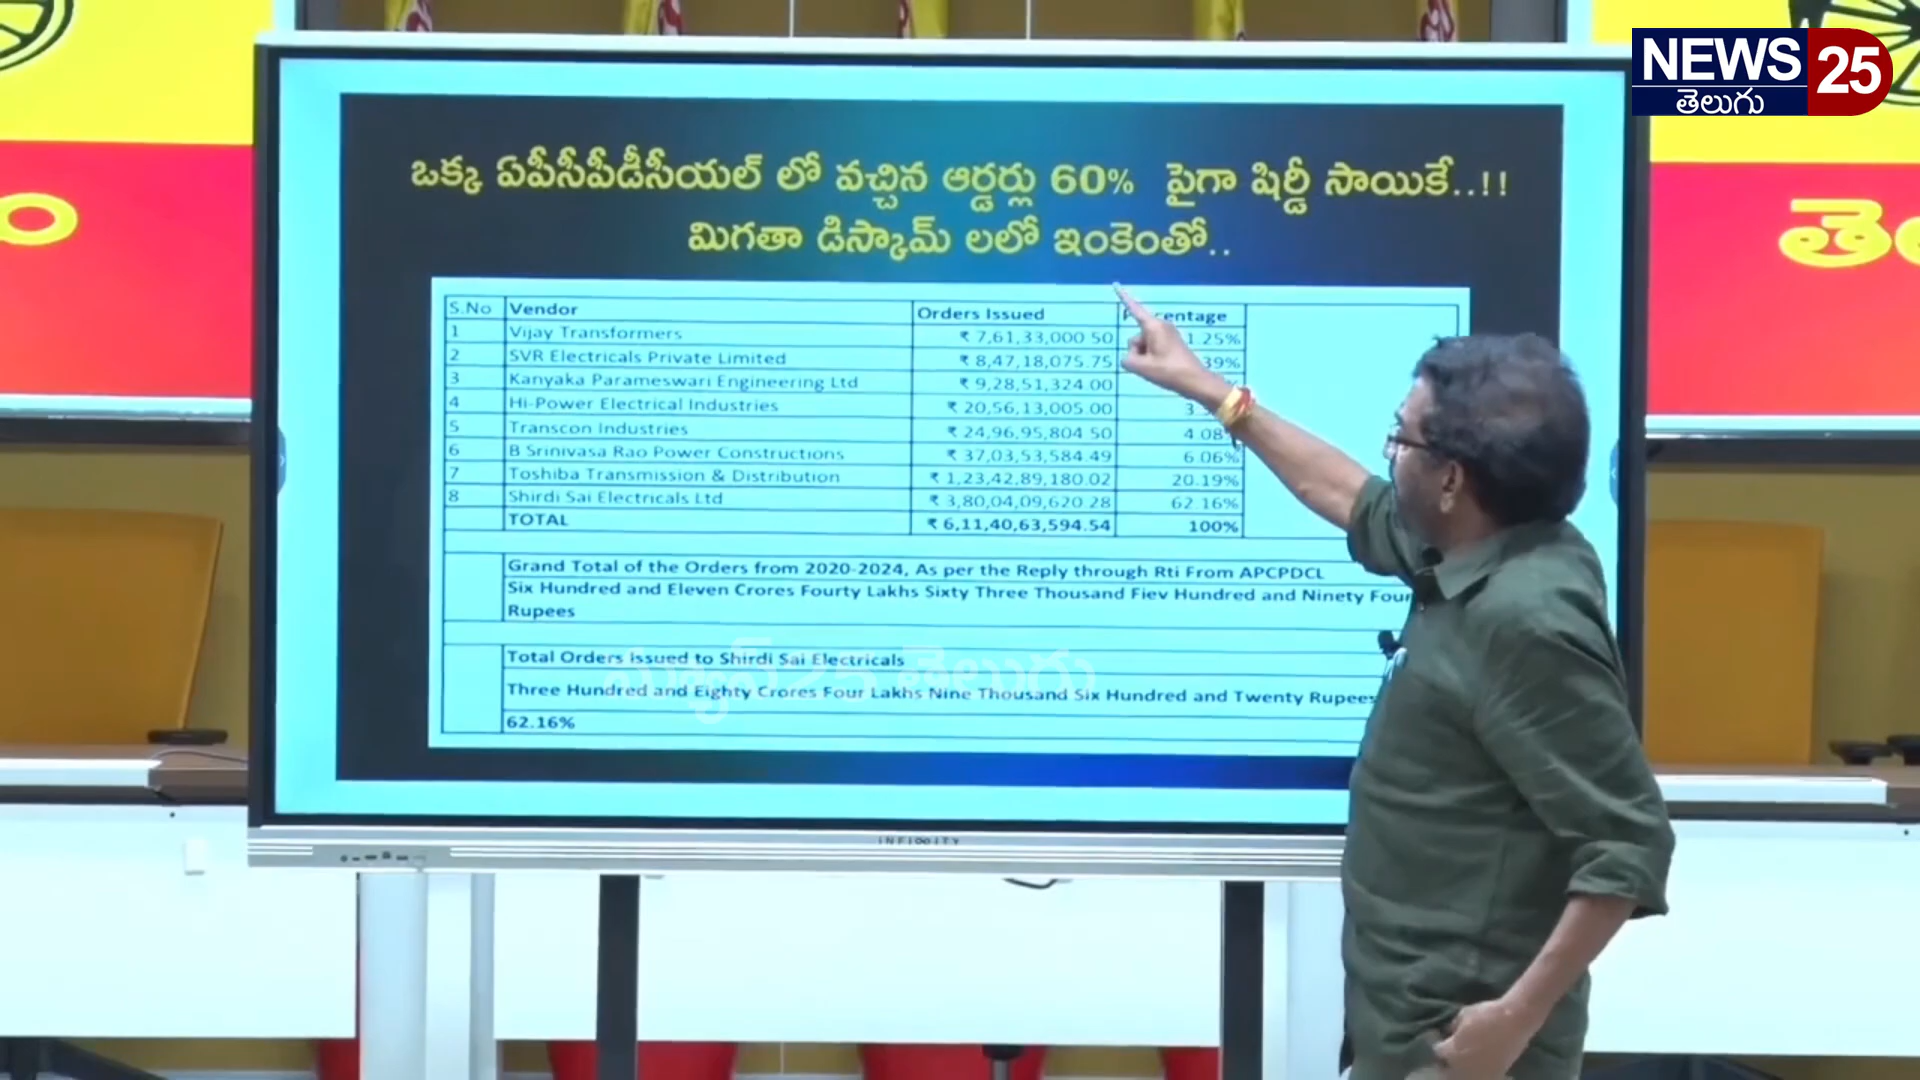 NEWS 25
తెలుగు
ఒక్క ఏపీసీపీడీసీయల్ లో వచ్చిన ఆర్డర్లు 60% పైగా షిర్డీ సాయికే..!!
మిగతా డిస్కామ్ లలో ఇంకెంతో..
S.No Vendor Orders Issued
1 Vijay Transformers ₹ 7,61,33,000.50 1.25%
2 SVR Electricals Private Limited ₹ 8,47,18,075.75 39%
3 Kanyaka Parameswari Engineering Ltd ₹ 9,28,51,324.00
4 Hi-Power Electrical Industries ₹ 20,56,13,005.00
5 Transcon Industries ₹ 24,96,95,804.50 4.08
6 B Srinivasa Rao Power Constructions ₹ 37,03,53,584.49 6.06%
7 Toshiba Transmission & Distribution ₹ 1,23,42,89,180.02 20.19%
8 Shirdi Sai Electricals Ltd ₹ 3,80,04,09,620.28 62.16%
TOTAL ₹ 6,11,40,63,594.54 100%
Grand Total of the Orders from 2020-2024, As per the Reply through Rti From APCPDCL
Six Hundred and Eleven Crores Fourty Lakhs Sixty Three Thousand Fiev Hundred and Ninety Four
Rupees
Total Orders Issued to Shirdi Sai Electricals
Three Hundred and Eighty Crores Four Lakhs Nine Thousand Six Hundred and Twenty Rupees
62.16%
న్యూస్ 25 తెలుగు
INFINITY